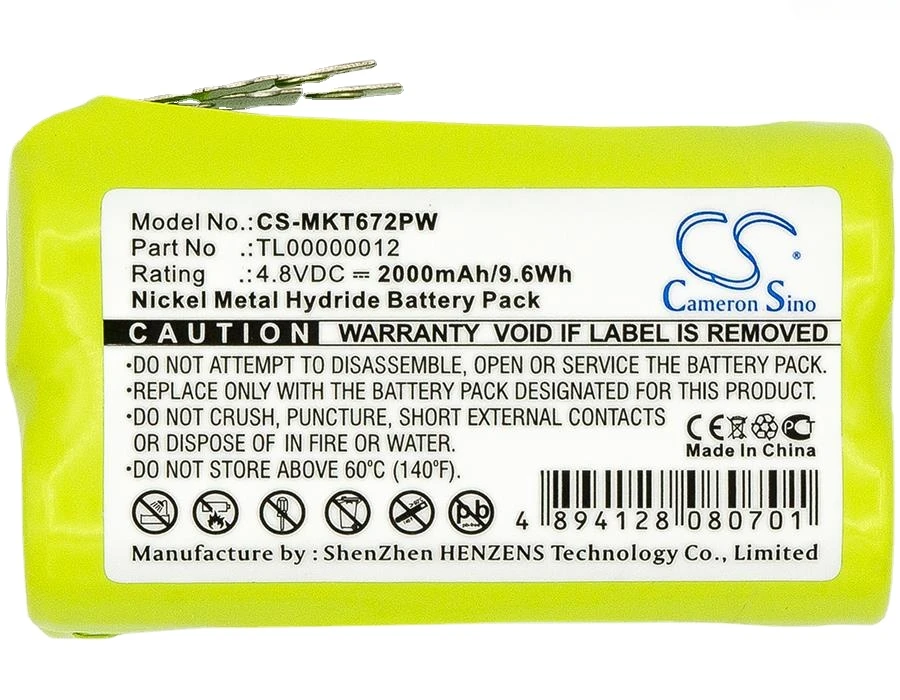 Model No.:CS-MKT672PW
Part No .:TL00000012
Rating .:4.8VDC ⎓ 2000mAh/9.6Wh
Nickel Metal Hydride Battery Pack
Cameron Sino
®
CAUTION WARRANTY VOID IF LABEL IS REMOVED
·DO NOT ATTEMPT TO DISASSEMBLE, OPEN OR SERVICE THE BATTERY PACK.
·REPLACE ONLY WITH THE BATTERY PACK DESIGNATED FOR THIS PRODUCT.
·DO NOT CRUSH, PUNCTURE, SHORT EXTERNAL CONTACTS
OR DISPOSE OF IN FIRE OR WATER.
·DO NOT STORE ABOVE 60°C (140°F).
CE PCT
Made In China
pb
4 894128 080701
Manufacture by : ShenZhen HENZENS Technology Co., Limited